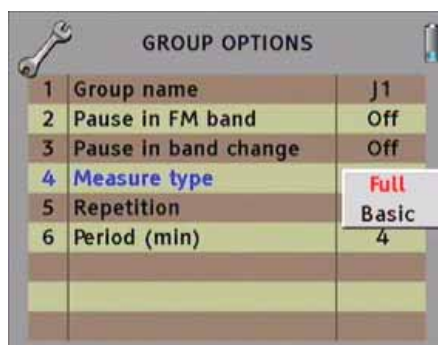 GROUP OPTIONS
1 Group name J1
2 Pause in FM band Off
3 Pause in band change Off
4 Measure type Full
5 Repetition Basic
6 Period (min) 4